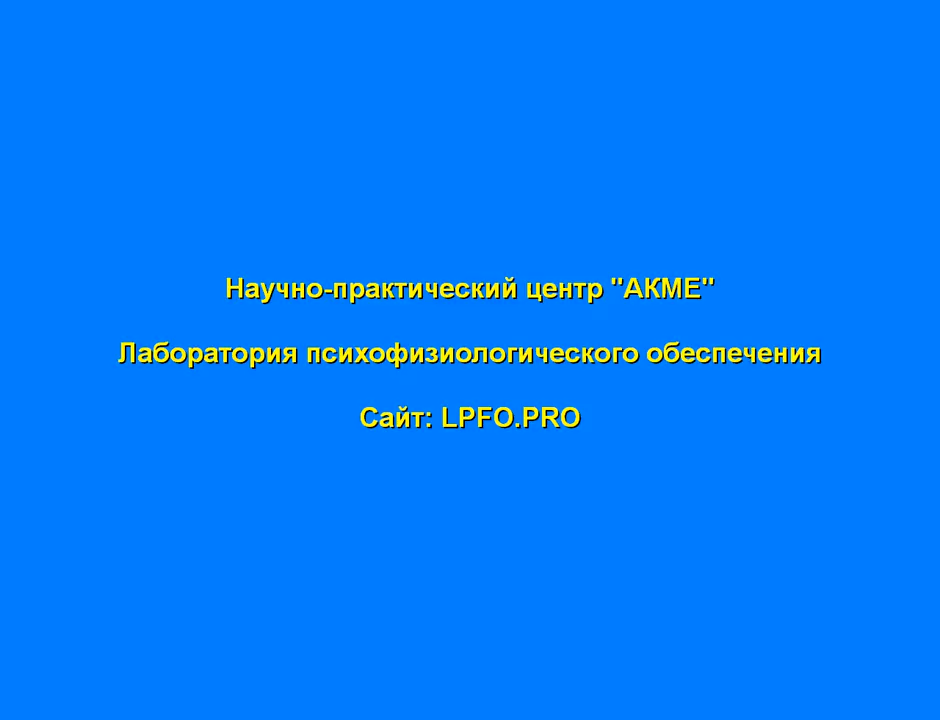 Научно-практический центр "АКМЕ"
Лаборатория психофизиологического обеспечения
Сайт: LPFO.PRO